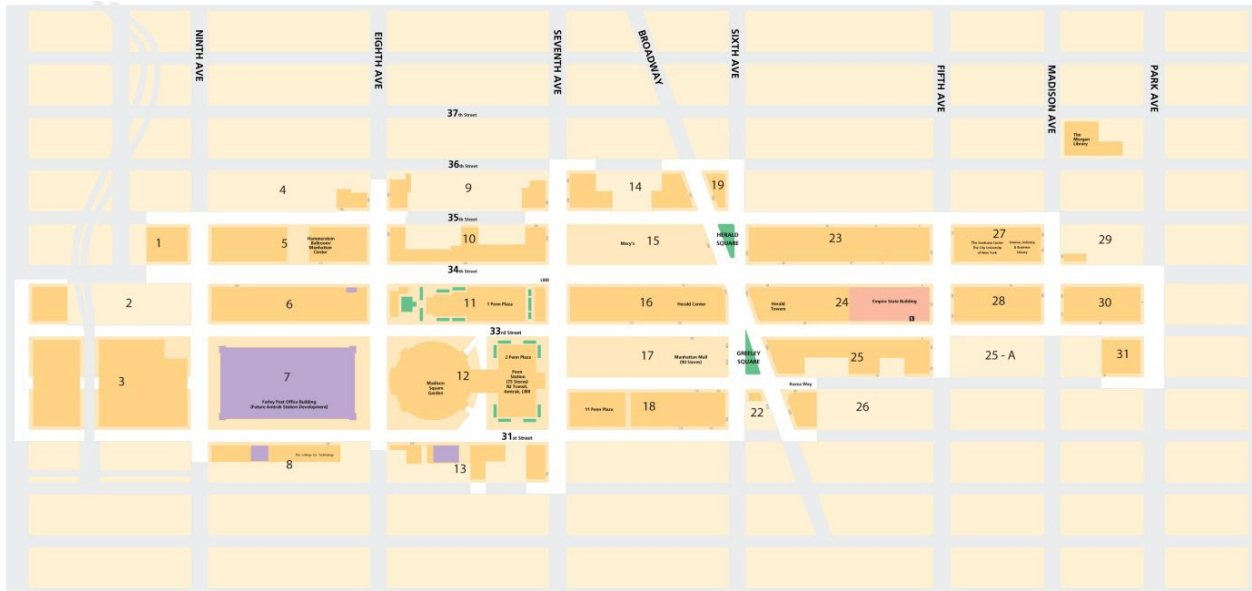 NINTH AVE
EIGHTH AVE
SEVENTH AVE
BROADWAY
SIXTH AVE
FIFTH AVE
MADISON AVE
PARK AVE
37th Street
The
Morgan
Library
36th Street
4
9
14
19
35th Street
1
5
Hammerstein
Ballroom/
Manhattan
Center
10
Macy's
15
HERALD
SQUARE
23
27
The Graduate Center
The City University
of New York
Science, Industry
& Business
Library
29
34th Street
LIRR
2
6
11
1 Penn Plaza
16
Herald Center
Herald
Towers
24
Empire State Building
28
30
33rd Street
3
7
Farley Post Office Building
(Future Amtrak Station Development)
Madison
Square
Garden
12
2 Penn Plaza
Penn
Station
(75 Stores)
NJ Transit,
Amtrak, LIRR
17
Manhattan Mall
(90 Stores)
GREELEY
SQUARE
25
25 - A
31
Korea Way
11 Penn Plaza
18
22
26
31st Street
8
13